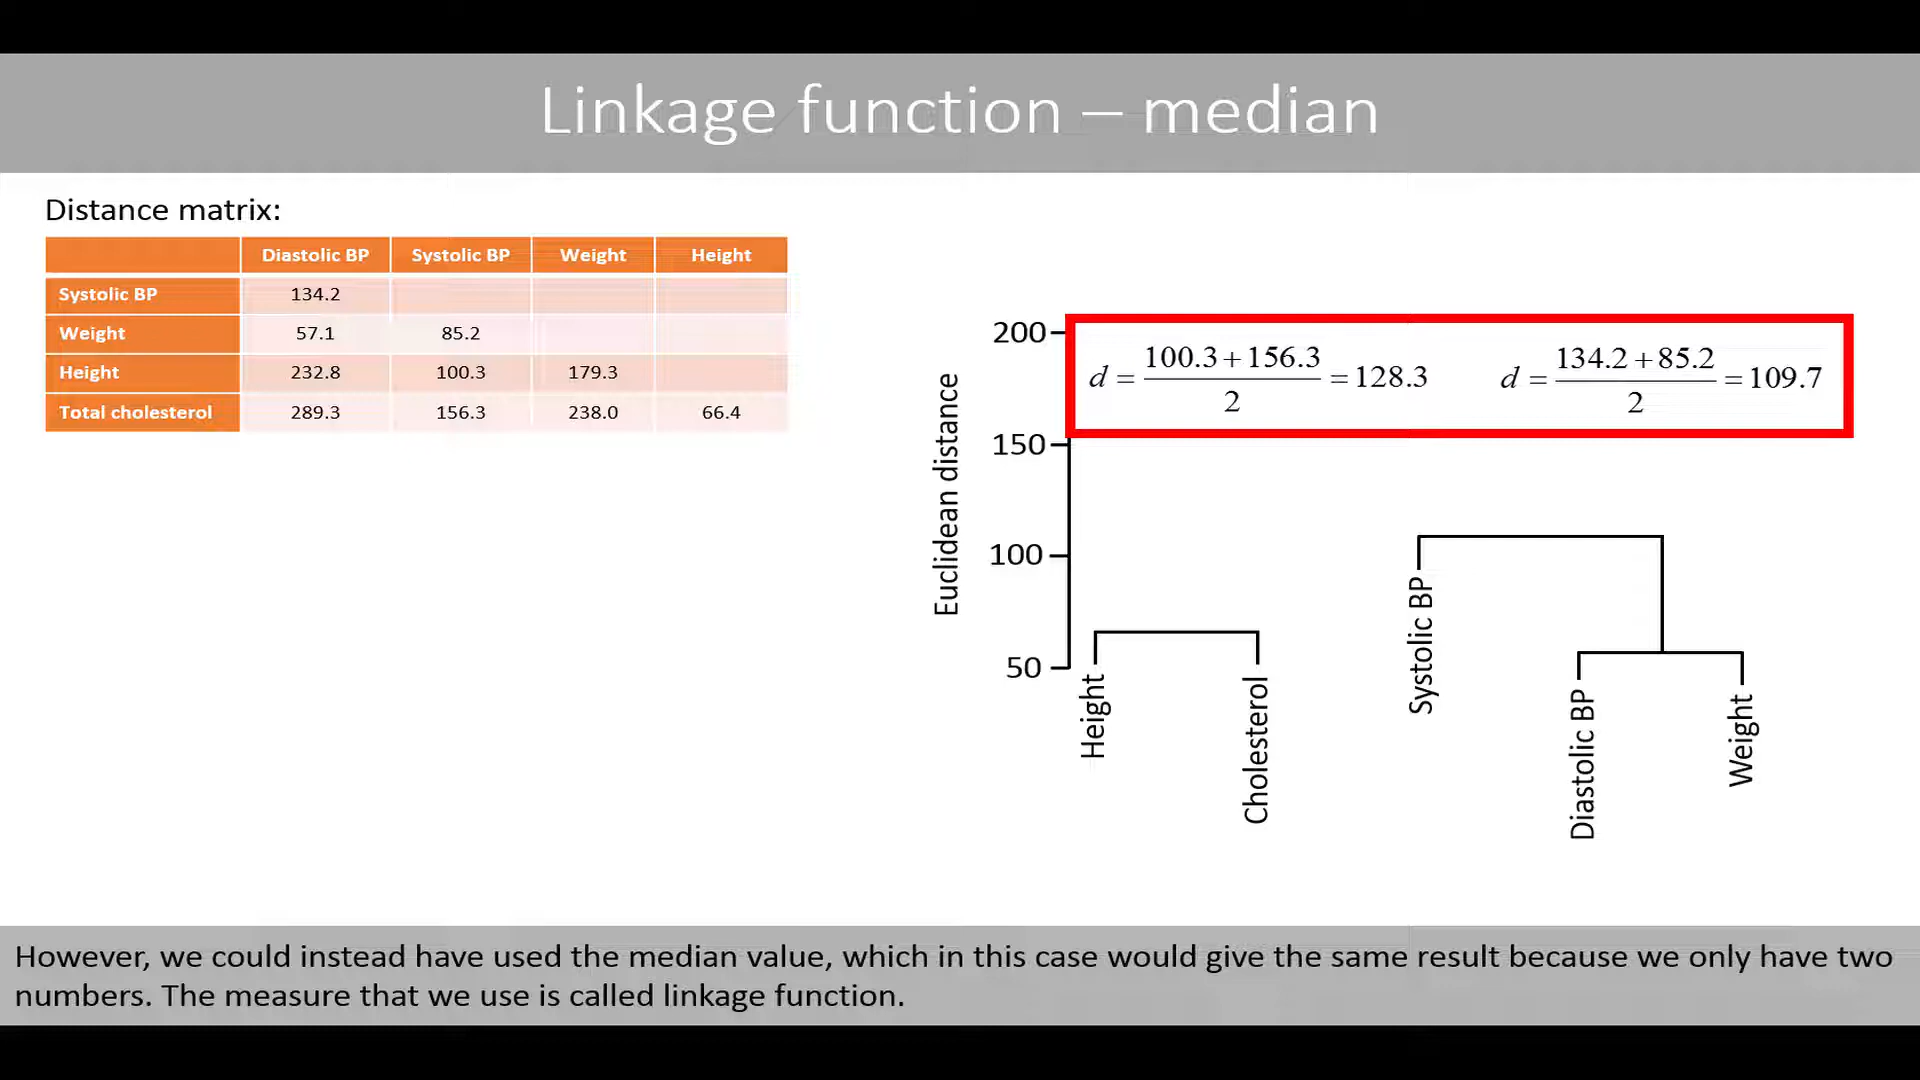 Linkage function – median
Distance matrix:
Diastolic BP Systolic BP Weight Height
Systolic BP 134.2
Weight 57.1 85.2
Height 232.8 100.3 179.3
Total cholesterol 289.3 156.3 238.0 66.4
Euclidean distance
200
150
100
50
d = (100.3 + 156.3) / 2 = 128.3
d = (134.2 + 85.2) / 2 = 109.7
Height
Cholesterol
Systolic BP
Diastolic BP
Weight
However, we could instead have used the median value, which in this case would give the same result because we only have two
numbers. The measure that we use is called linkage function.